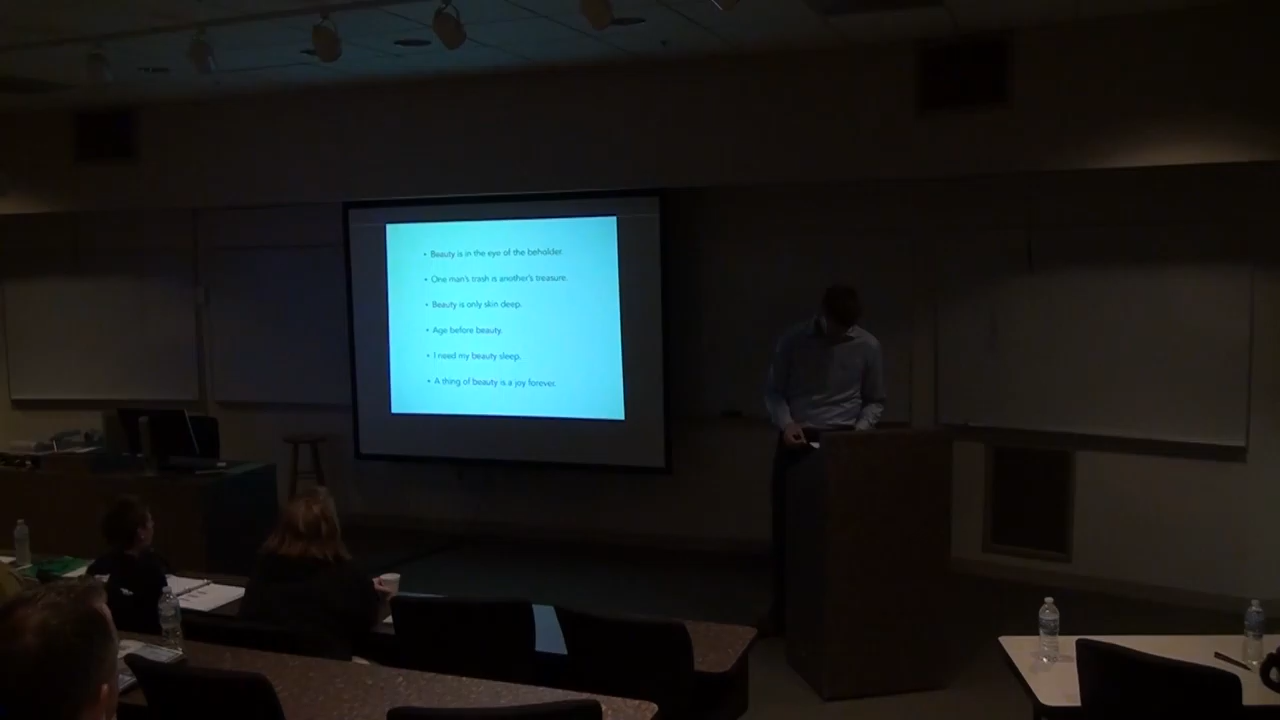 • Beauty is in the eye of the beholder.
• One man's trash is another's treasure.
• Beauty is only skin deep.
• Age before beauty.
• I need my beauty sleep.
• A thing of beauty is a joy forever.